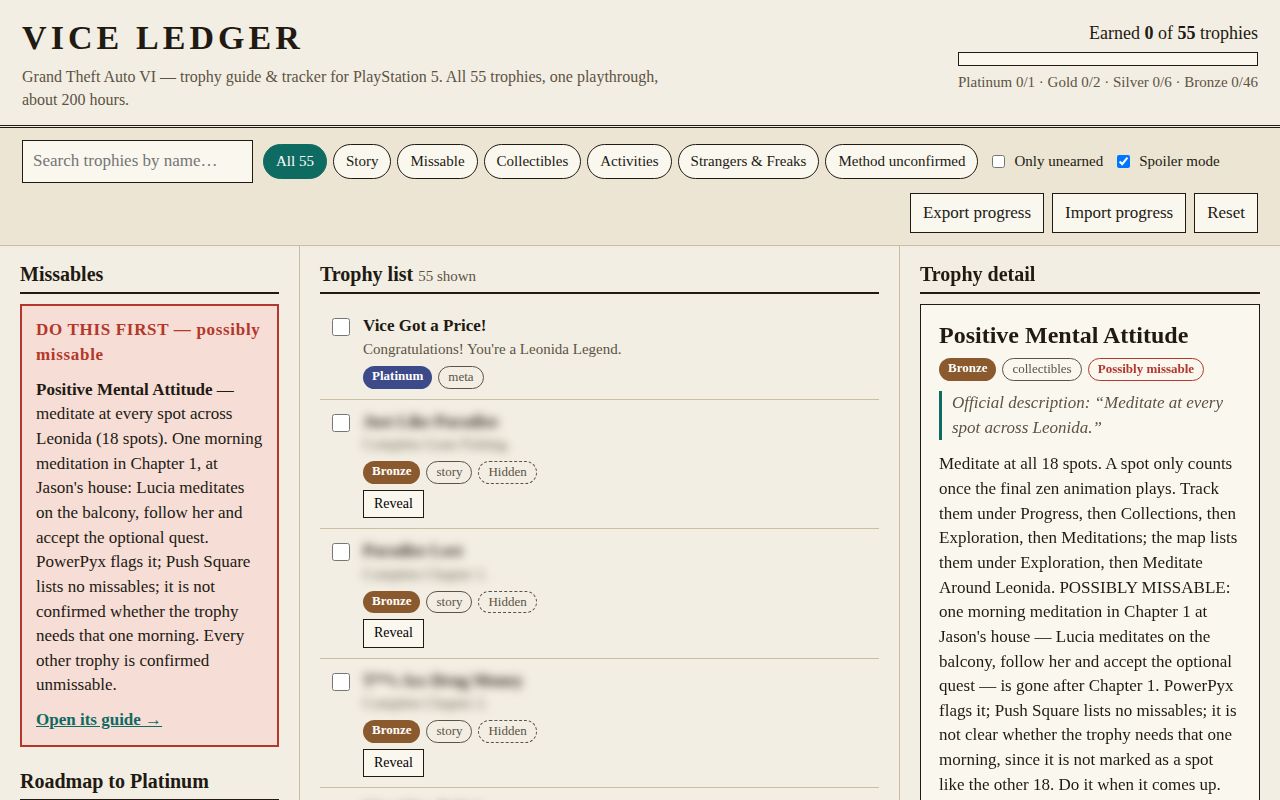 VICE LEDGER
Grand Theft Auto VI — trophy guide & tracker for PlayStation 5. All 55 trophies, one playthrough,
about 200 hours.
Earned 0 of 55 trophies
Platinum 0/1 · Gold 0/2 · Silver 0/6 · Bronze 0/46
Search trophies by name…
All 55
Story
Missable
Collectibles
Activities
Strangers & Freaks
Method unconfirmed
Only unearned
Spoiler mode
Export progress
Import progress
Reset
Missables
DO THIS FIRST — possibly
missable
Positive Mental Attitude —
meditate at every spot across
Leonida (18 spots). One morning
meditation in Chapter 1, at
Jason's house: Lucia meditates
on the balcony, follow her and
accept the optional quest.
PowerPyx flags it; Push Square
lists no missables; it is not
confirmed whether the trophy
needs that one morning. Every
other trophy is confirmed
unmissable.
Open its guide →
Roadmap to Platinum
Trophy list 55 shown
Vice Got a Price!
Congratulations! You're a Leonida Legend.
Platinum
meta
Bronze
story
Hidden
Reveal
Bronze
story
Hidden
Reveal
Bronze
story
Hidden
Reveal
Trophy detail
Positive Mental Attitude
Bronze
collectibles
Possibly missable
Official description: “Meditate at every
spot across Leonida.”
Meditate at all 18 spots. A spot only counts
once the final zen animation plays. Track
them under Progress, then Collections, then
Exploration, then Meditations; the map lists
them under Exploration, then Meditate
Around Leonida. POSSIBLY MISSABLE:
one morning meditation in Chapter 1 at
Jason's house — Lucia meditates on the
balcony, follow her and accept the optional
quest — is gone after Chapter 1. PowerPyx
flags it; Push Square lists no missables; it is
not clear whether the trophy needs that one
morning, since it is not marked as a spot
like the other 18. Do it when it comes up.